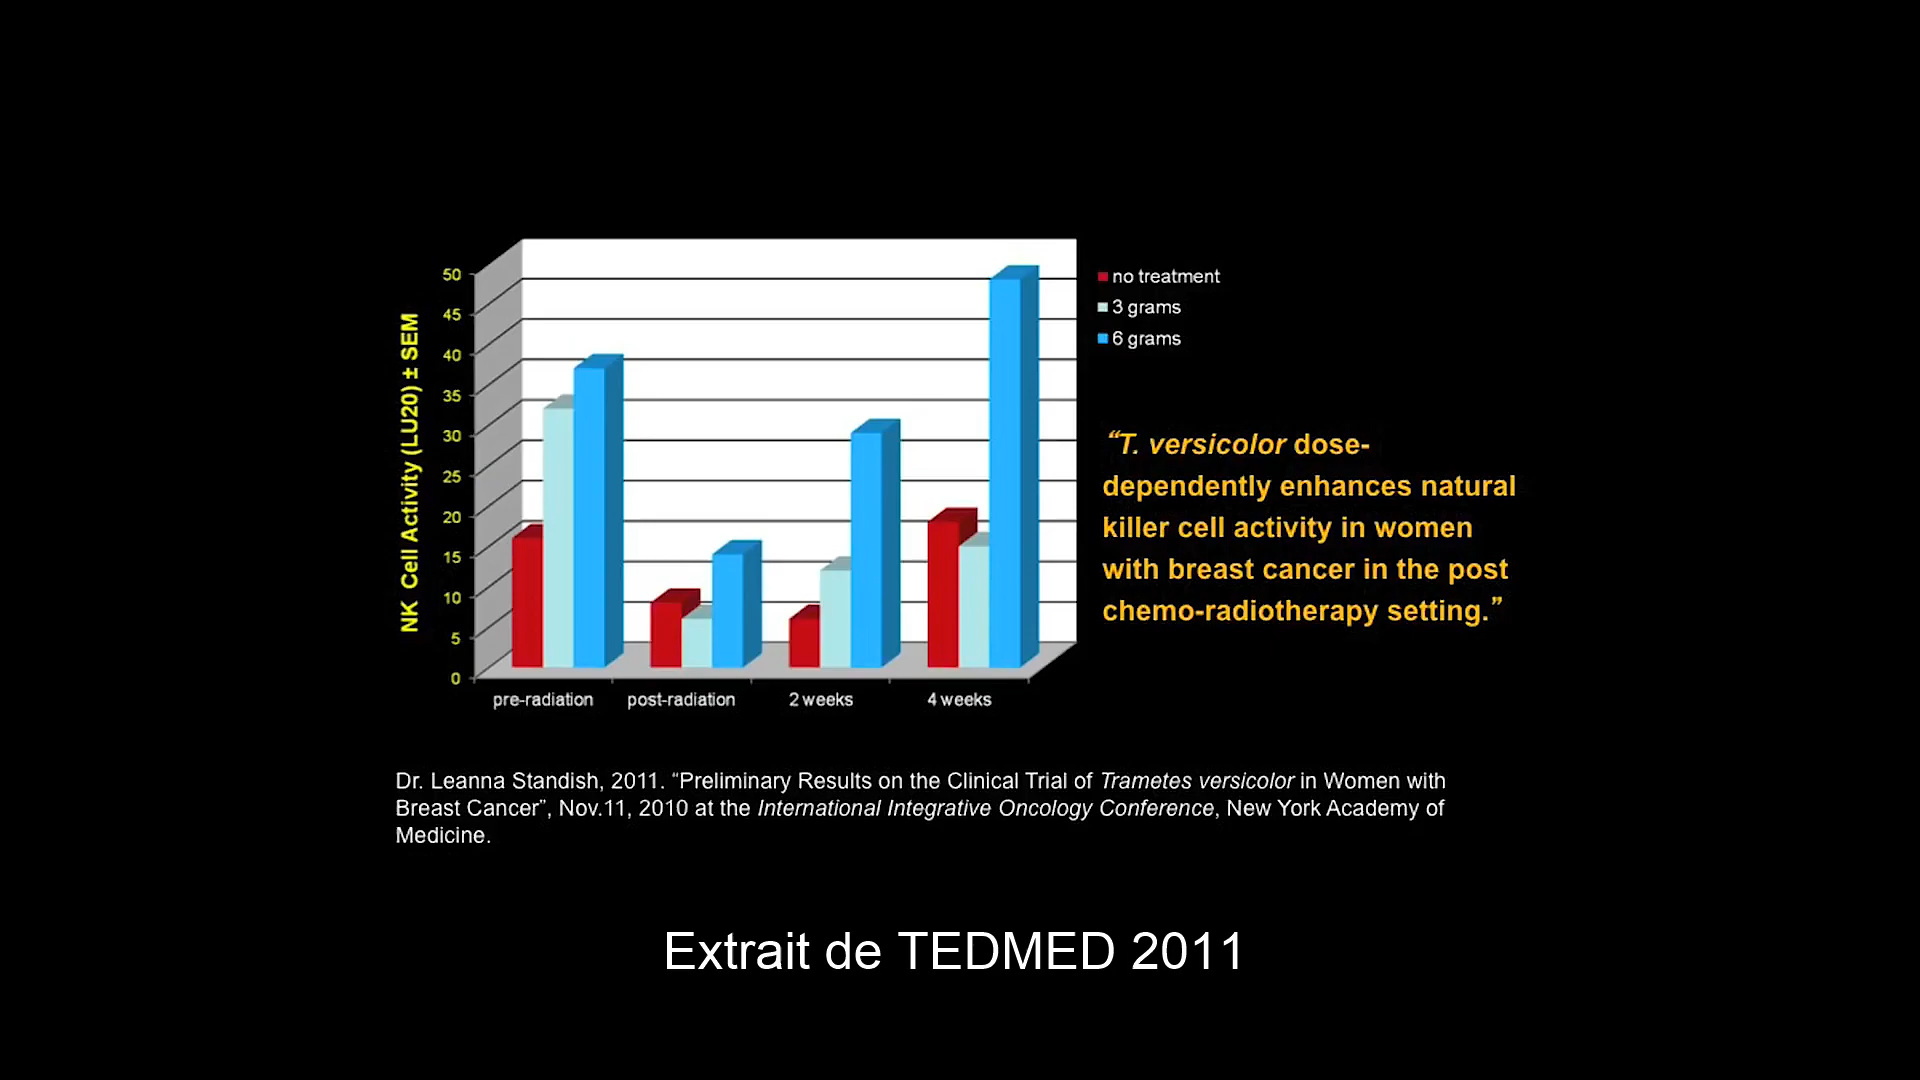 50
45
40
35
30
25
20
15
10
5
0
NK Cell Activity (LU20) ± SEM
pre-radiation
post-radiation
2 weeks
4 weeks
no treatment
3 grams
6 grams
“T. versicolor dose-
dependently enhances natural
killer cell activity in women
with breast cancer in the post
chemo-radiotherapy setting.”
Dr. Leanna Standish, 2011. “Preliminary Results on the Clinical Trial of Trametes versicolor in Women with
Breast Cancer”, Nov.11, 2010 at the International Integrative Oncology Conference, New York Academy of
Medicine.
Extrait de TEDMED 2011